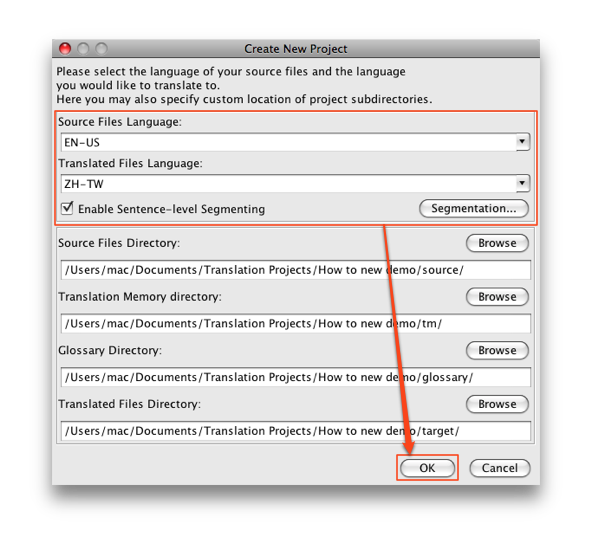 Create New Project
Please select the language of your source files and the language
you would like to translate to.
Here you may also specify custom location of project subdirectories.
Source Files Language:
EN-US
Translated Files Language:
ZH-TW
Enable Sentence-level Segmenting
Segmentation...
Source Files Directory:
Browse
/Users/mac/Documents/Translation Projects/How to new demo/source/
Translation Memory directory:
Browse
/Users/mac/Documents/Translation Projects/How to new demo/tm/
Glossary Directory:
Browse
/Users/mac/Documents/Translation Projects/How to new demo/glossary/
Translated Files Directory:
Browse
/Users/mac/Documents/Translation Projects/How to new demo/target/
OK
Cancel